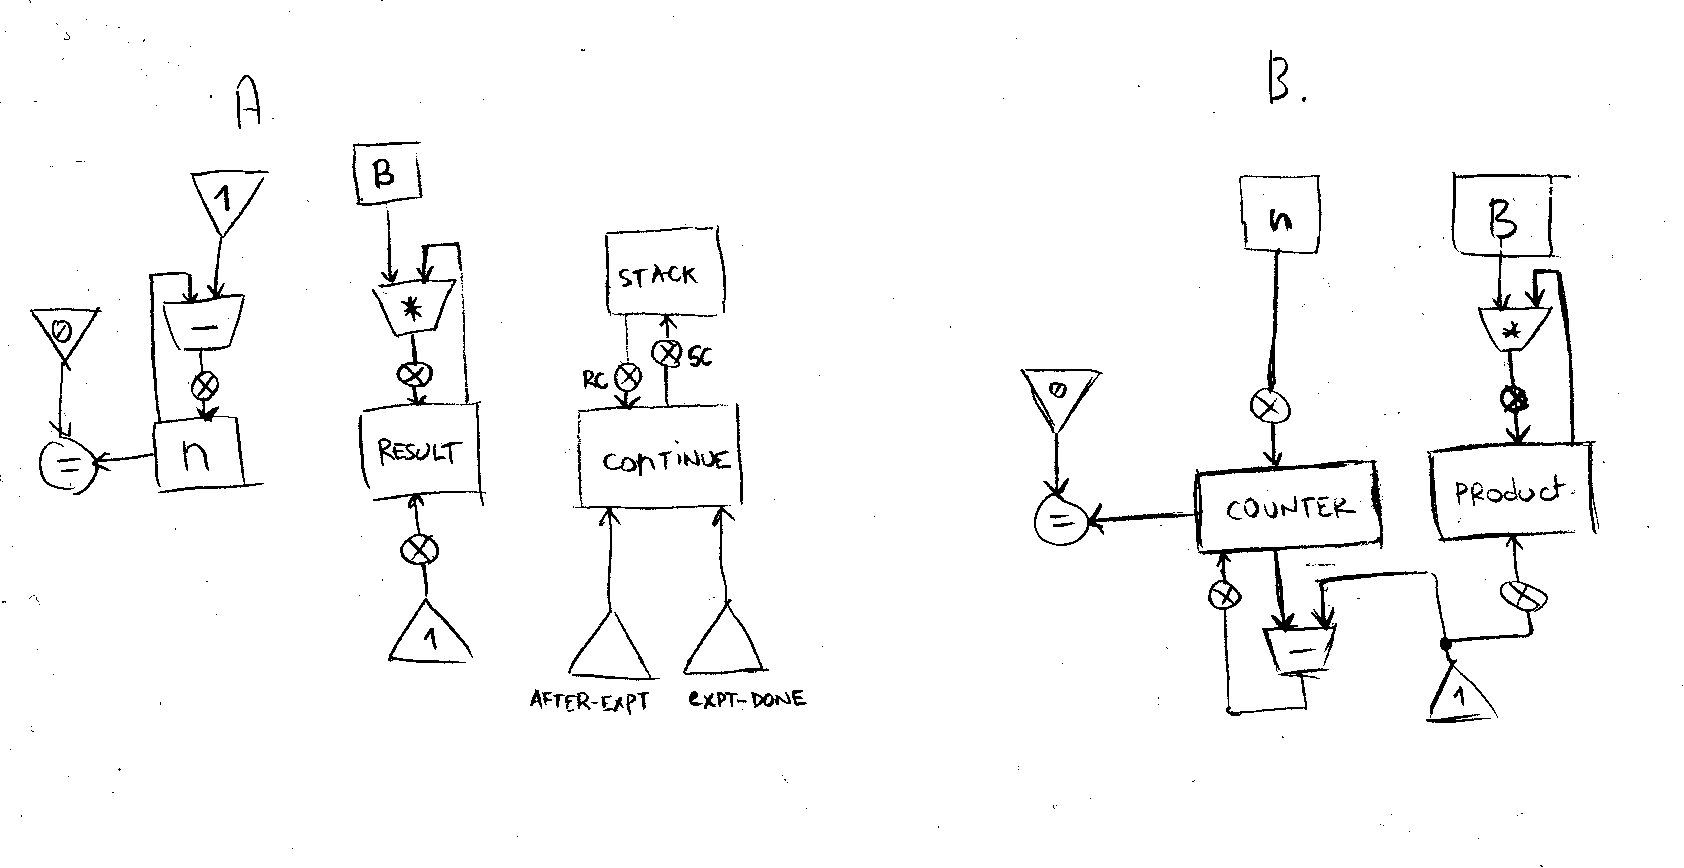 A
1
B
0
-
*
STACK
RC
SC
=
n
RESULT
CONTINUE
1
AFTER-EXPT
EXPT-DONE
B.
n
B
*
0
=
COUNTER
PRODUCT
-
1